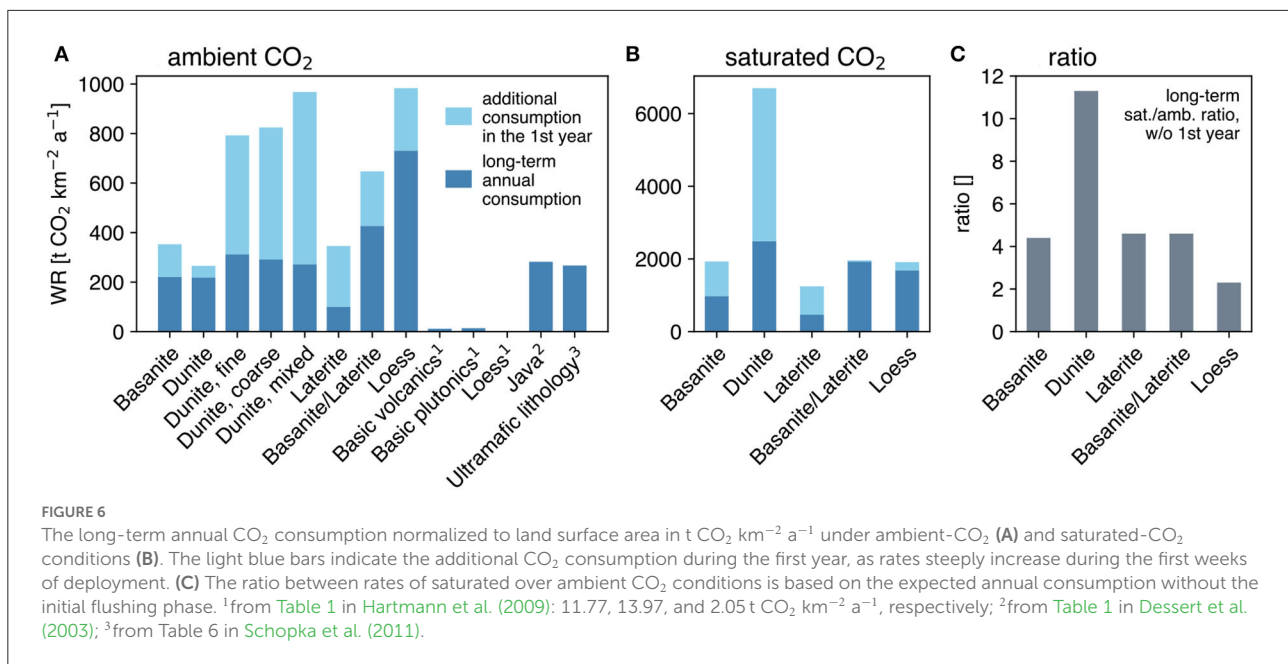 A ambient CO₂
WR [t CO₂ km⁻² a⁻¹]
1000
800
600
400
200
0
additional
consumption
in the 1st year
long-term
annual
consumption
Basanite
Dunite
Dunite, fine
Dunite, coarse
Dunite, mixed
Laterite
Basanite/Laterite
Loess
Basic volcanics¹
Basic plutonics¹
Loess¹
Java²
Ultramafic lithology³
B saturated CO₂
6000
4000
2000
0
Basanite
Dunite
Laterite
Basanite/Laterite
Loess
C ratio
ratio []
12
10
8
6
4
2
0
long-term
sat./amb. ratio,
w/o 1st year
Basanite
Dunite
Laterite
Basanite/Laterite
Loess
FIGURE 6
The long-term annual CO₂ consumption normalized to land surface area in t CO₂ km⁻² a⁻¹ under ambient-CO₂ (A) and saturated-CO₂
conditions (B). The light blue bars indicate the additional CO₂ consumption during the first year, as rates steeply increase during the first weeks
of deployment. (C) The ratio between rates of saturated over ambient CO₂ conditions is based on the expected annual consumption without the
initial flushing phase. ¹from Table 1 in Hartmann et al. (2009): 11.77, 13.97, and 2.05 t CO₂ km⁻² a⁻¹, respectively; ²from Table 1 in Dessert et al.
(2003); ³from Table 6 in Schopka et al. (2011).